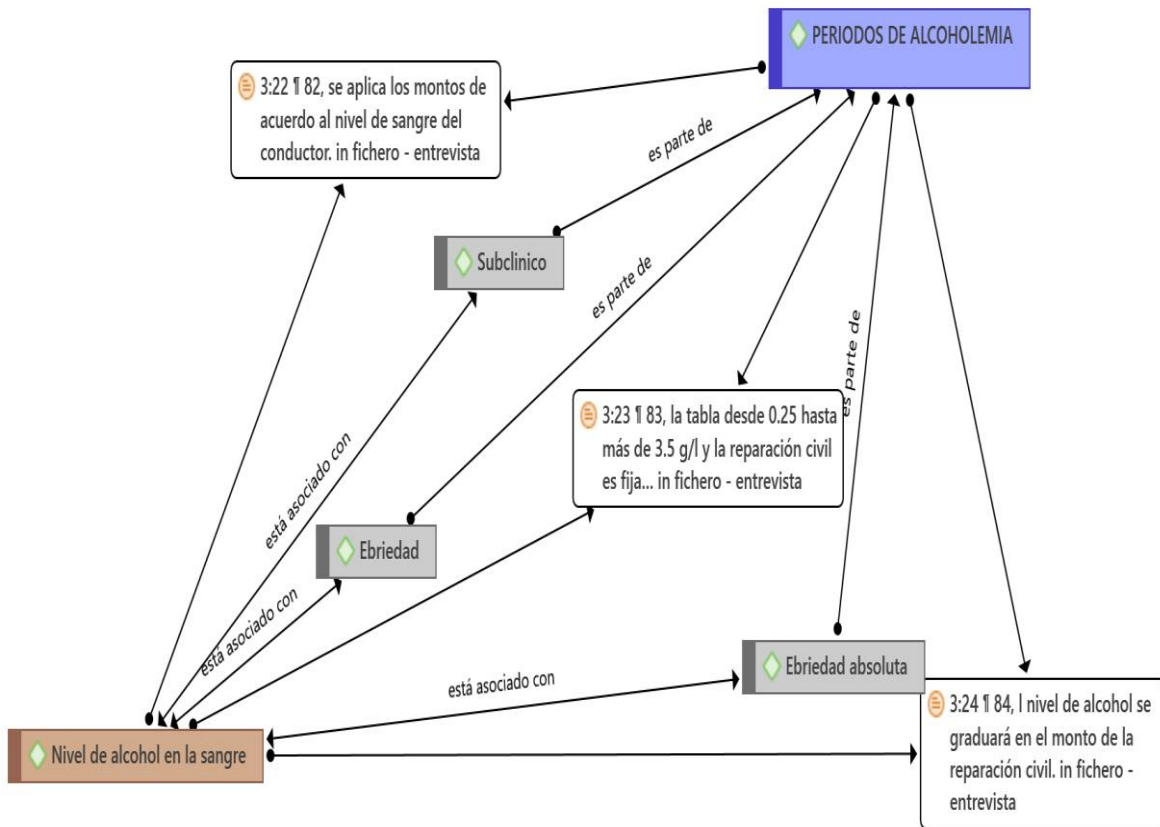 PERIODOS DE ALCOHOLEMIA
3:22 ¶ 82, se aplica los montos de
acuerdo al nivel de sangre del
conductor. in fichero - entrevista
es parte de
Subclinico
es parte de
es parte de
3:23 ¶ 83, la tabla desde 0.25 hasta
más de 3.5 g/l y la reparación civil
es fija... in fichero - entrevista
está asociado con
Ebriedad
está asociado con
Ebriedad absoluta
está asociado con
3:24 ¶ 84, l nivel de alcohol se
graduará en el monto de la
reparación civil. in fichero -
entrevista
Nivel de alcohol en la sangre